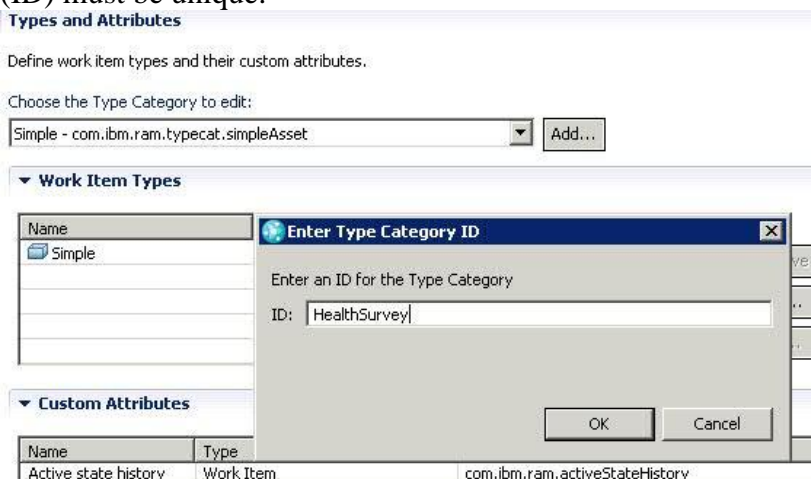 (ID) must be unique.
Types and Attributes
Define work item types and their custom attributes.
Choose the Type Category to edit:
Simple - com.ibm.ram.typecat.simpleAsset
Add...
Work Item Types
Name
Simple
Enter Type Category ID
Enter an ID for the Type Category
ID: HealthSurvey
OK Cancel
Custom Attributes
Name Type
Active state history Work Item com.ibm.ram.activeStateHistory